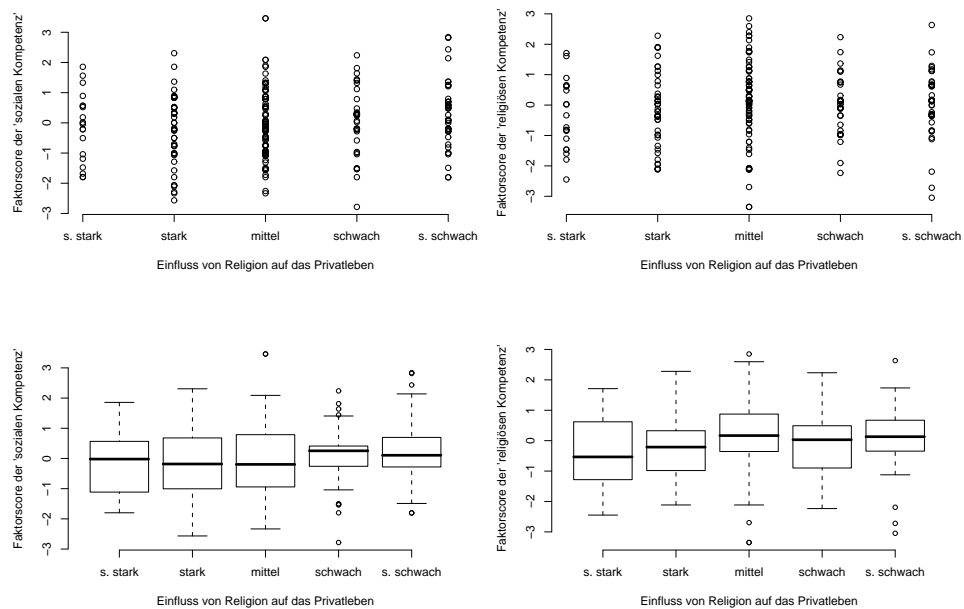 Faktorscore der 'sozialen Kompetenz'
3
2
1
0
−1
−2
−3
s. stark stark mittel schwach s. schwach
Einfluss von Religion auf das Privatleben
Faktorscore der 'religiösen Kompetenz'
3
2
1
0
−1
−2
−3
s. stark stark mittel schwach s. schwach
Einfluss von Religion auf das Privatleben
Faktorscore der 'sozialen Kompetenz'
3
2
1
0
−1
−2
−3
s. stark stark mittel schwach s. schwach
Einfluss von Religion auf das Privatleben
Faktorscore der 'religiösen Kompetenz'
3
2
1
0
−1
−2
−3
s. stark stark mittel schwach s. schwach
Einfluss von Religion auf das Privatleben